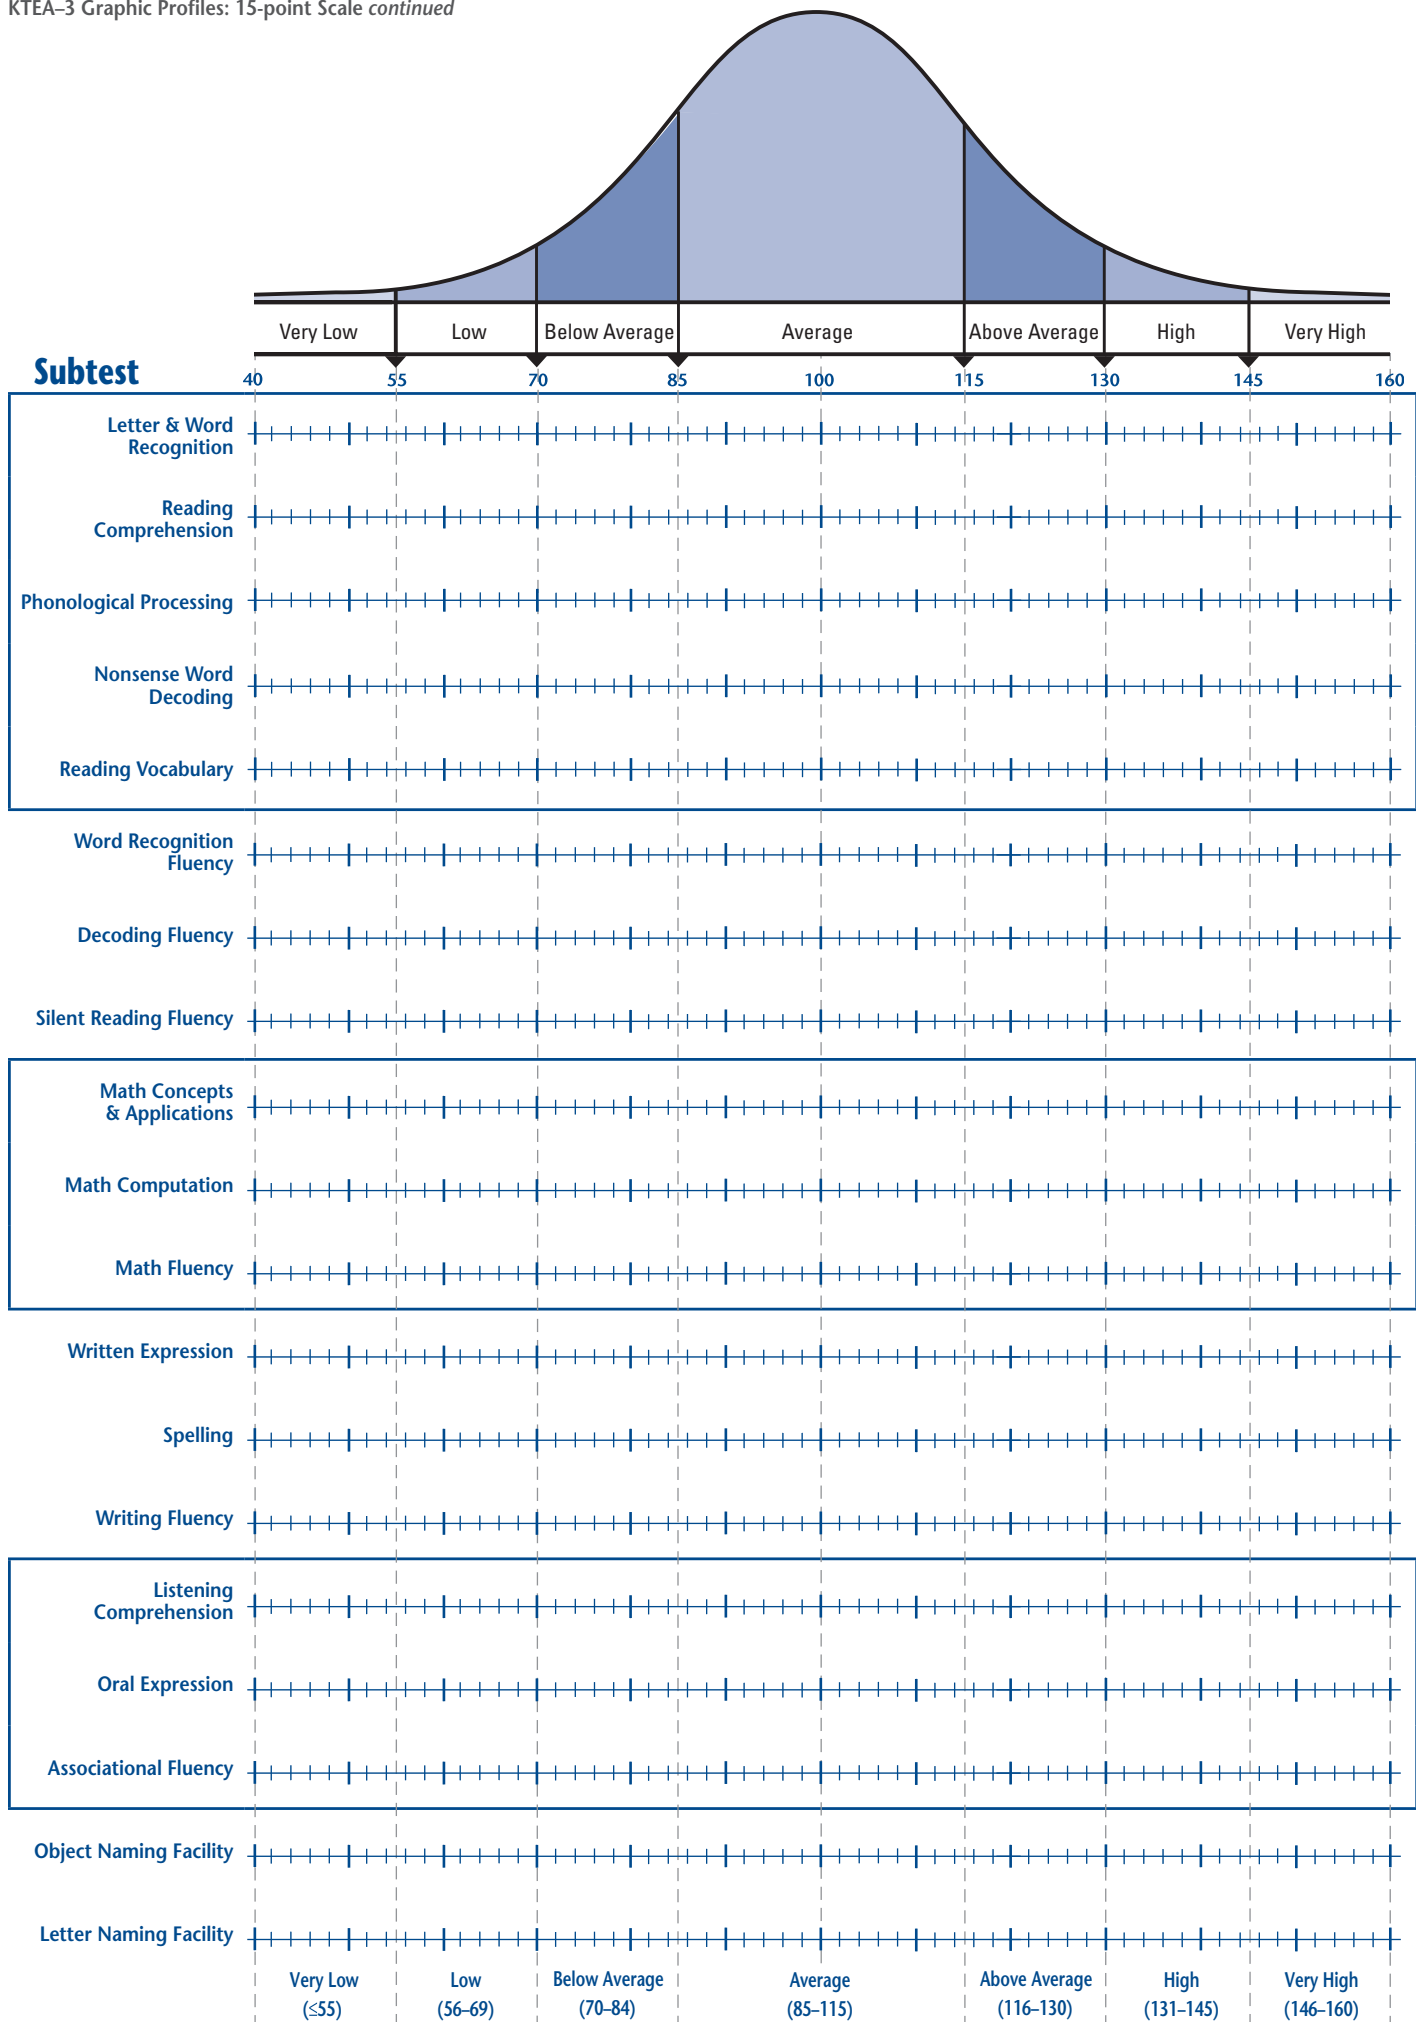 KTEA–3 Graphic Profiles: 15-point Scale continued
Very Low Low Below Average Average Above Average High Very High
Subtest
40 55 70 85 100 115 130 145 160
Letter & Word
Recognition
Reading
Comprehension
Phonological Processing
Nonsense Word
Decoding
Reading Vocabulary
Word Recognition
Fluency
Decoding Fluency
Silent Reading Fluency
Math Concepts
& Applications
Math Computation
Math Fluency
Written Expression
Spelling
Writing Fluency
Listening
Comprehension
Oral Expression
Associational Fluency
Object Naming Facility
Letter Naming Facility
Very Low Low Below Average Average Above Average High Very High
(≤55) (56–69) (70–84) (85–115) (116–130) (131–145) (146–160)